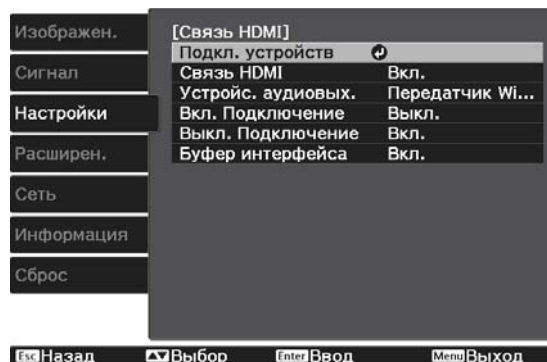 Изображен.
Сигнал
Настройки
Расширен.
Сеть
Информация
Сброс
[Связь HDMI]
Подкл. устройств
Связь HDMI Вкл.
Устройс. аудиовых. Передатчик Wi...
Вкл. Подключение Выкл.
Выкл. Подключение Вкл.
Буфер интерфейса Вкл.
Esc Назад Выбор Enter Ввод Menu Выход